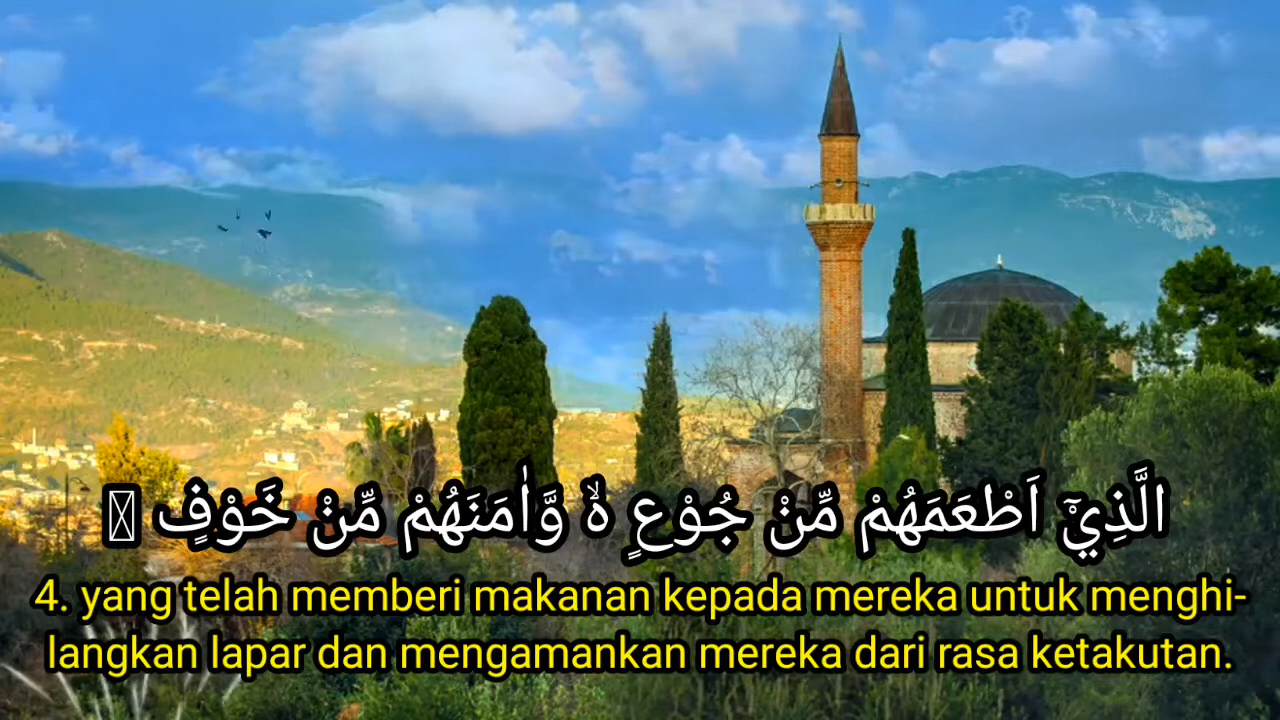 الَّذِيْٓ اَطْعَمَهُمْ مِّنْ جُوْعٍ ەۙ وَّاٰمَنَهُمْ مِّنْ خَوْفٍ
4. yang telah memberi makanan kepada mereka untuk menghi-
langkan lapar dan mengamankan mereka dari rasa ketakutan.